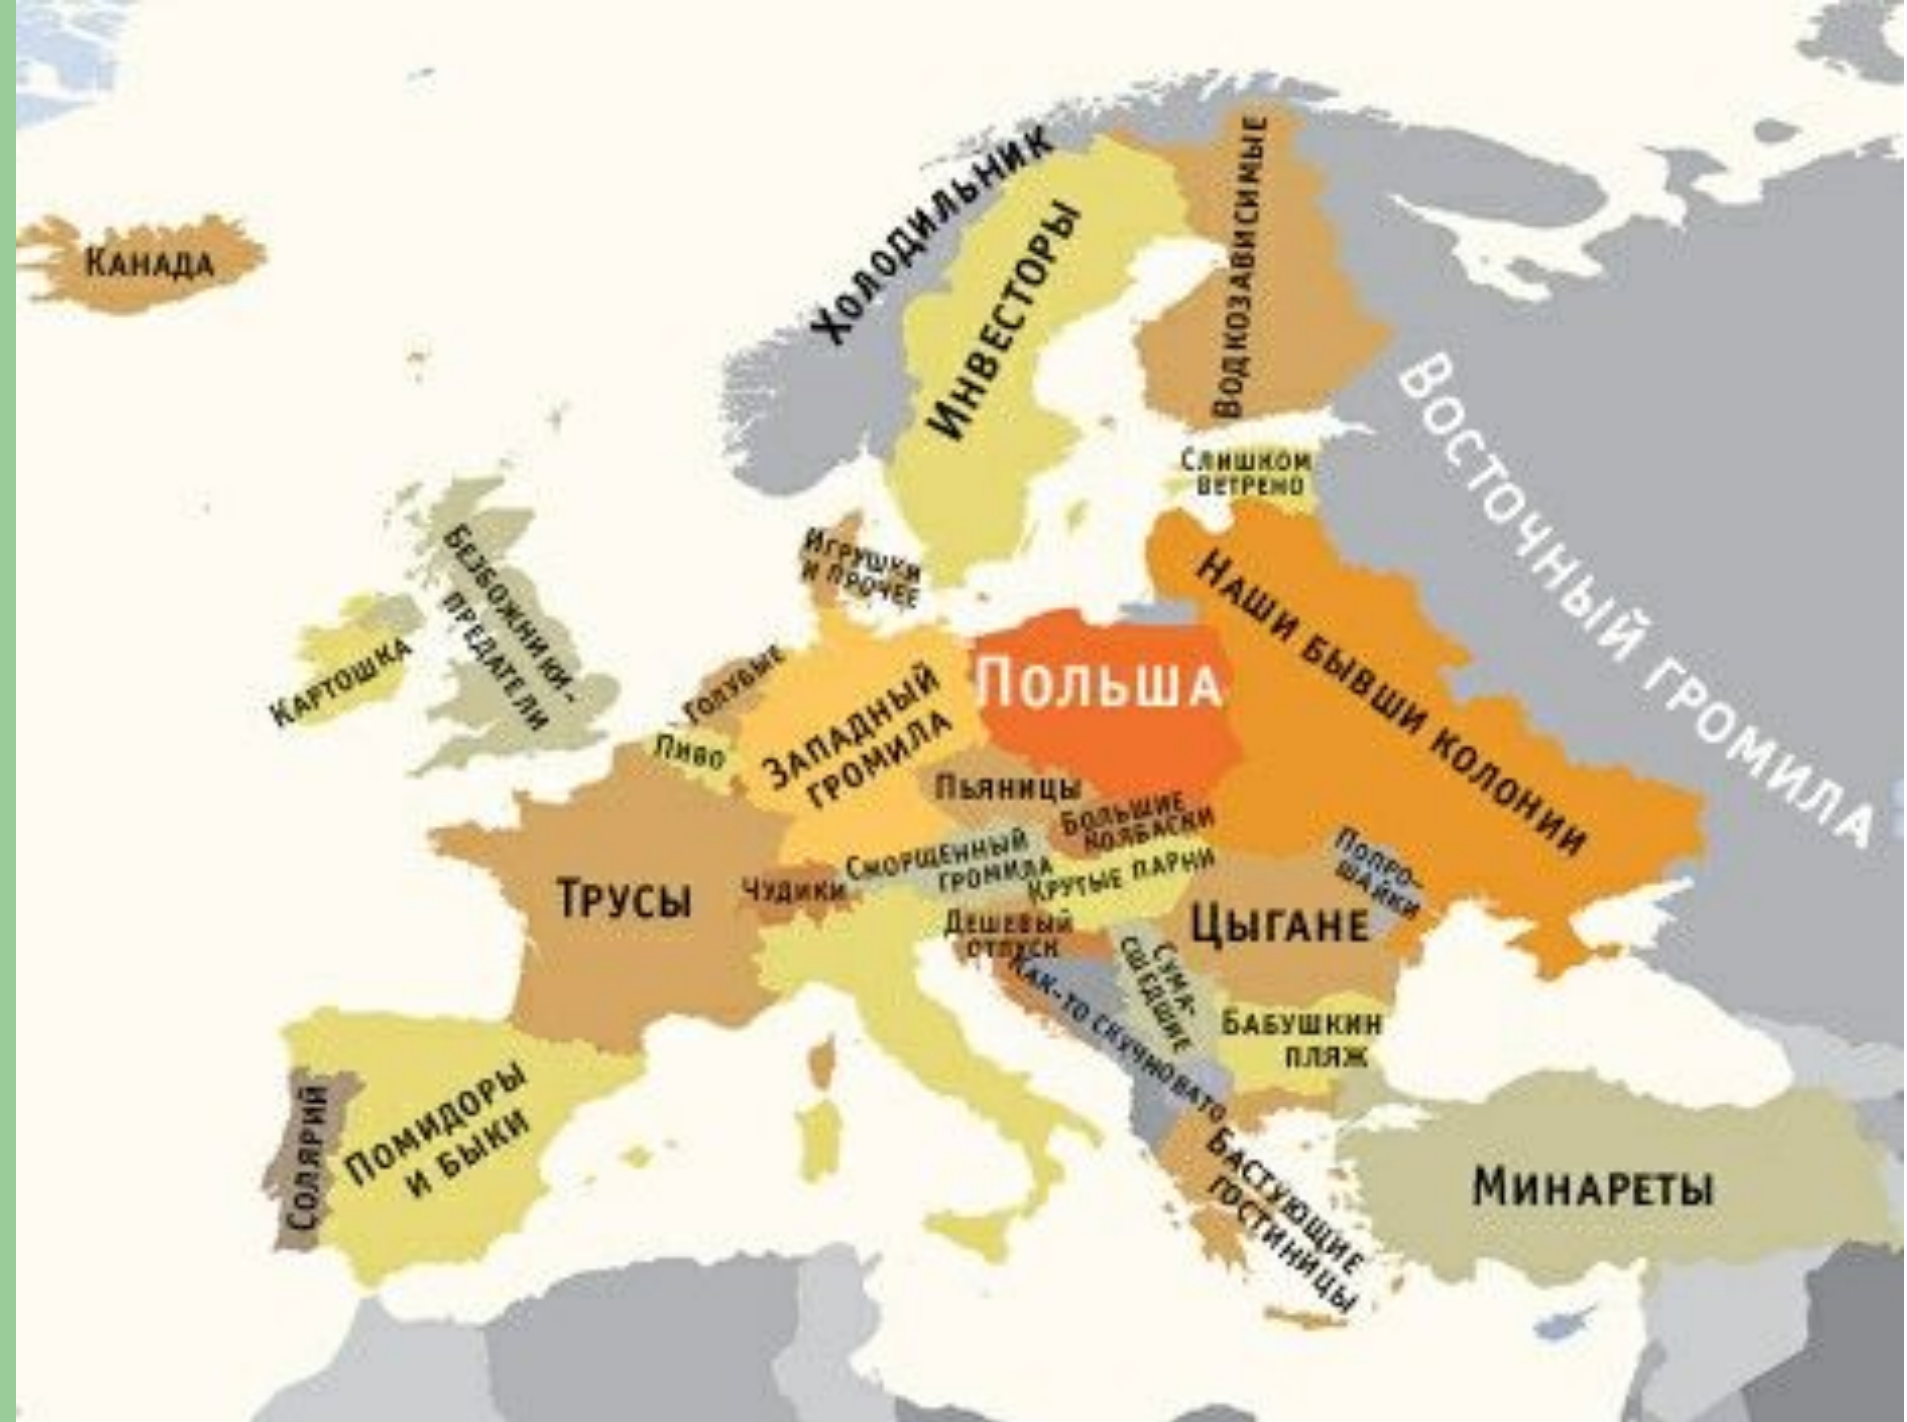 Канада
Холодильник
Инвесторы
Водкозависимые
Восточный громила
Слишком
ветрено
Игрушки
и прочее
Безбожники-
предатели
Картошка
Голубые
Пиво
Западный
громила
Польша
Наши бывши колонии
Пьяницы
Большие
колбаски
Сморщенный
громила
Крутые парни
Попро-
шайки
Трусы
Чудики
Дешевый
отпуск
Цыгане
Сума-
сшедшие
Как-то скучновато
Бабушкин
пляж
Солярий
Помидоры
и быки
Бастующие
гостиницы
Минареты